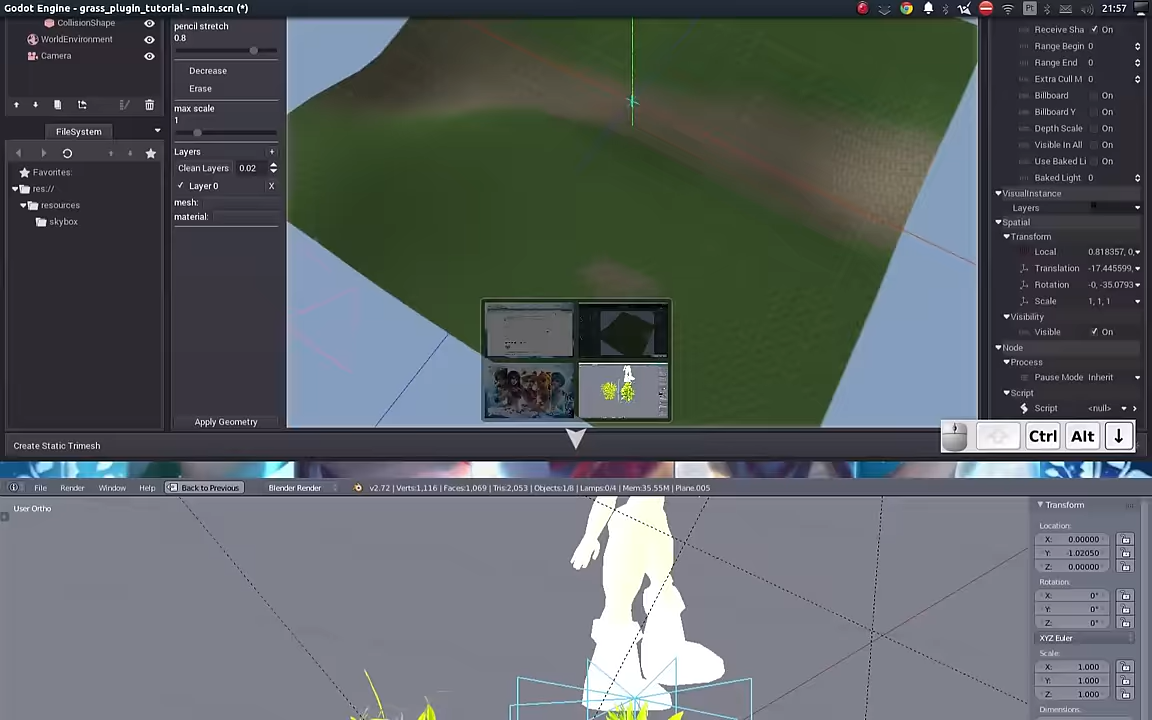 Godot Engine - grass_plugin_tutorial - main.scn (*)
Pt
21:57
CollisionShape
WorldEnvironment
Camera
FileSystem
Favorites:
res://
resources
skybox
pencil stretch
0.8
Decrease
Erase
max scale
1
Layers
+
Clean Layers
0.02
Layer 0
X
mesh:
material:
Apply Geometry
Receive Sha
On
Range Begin
0
Range End
0
Extra Cull M
0
Billboard
On
Billboard Y
On
Depth Scale
On
Visible In All
On
Use Baked Li
On
Baked Light
0
VisualInstance
Layers
Spatial
Transform
Local
0.818357, 0,
Translation
-17.445599,
Rotation
-0, -35.0793
Scale
1, 1, 1
Visibility
Visible
On
Node
Process
Pause Mode
Inherit
Script
Script
<null>
Create Static Trimesh
Ctrl
Alt
↓
File
Render
Window
Help
Back to Previous
Blender Render
v2.72 | Verts:1,116 | Faces:1,069 | Tris:2,053 | Objects:1/8 | Lamps:0/4 | Mem:35.55M | Plane.005
User Ortho
Transform
Location:
X: 0.00000
Y: -1.02050
Z: 0.00000
Rotation:
X: 0°
Y: 0°
Z: 0°
XYZ Euler
Scale:
X: 1.000
Y: 1.000
Z: 1.000
Dimensions: